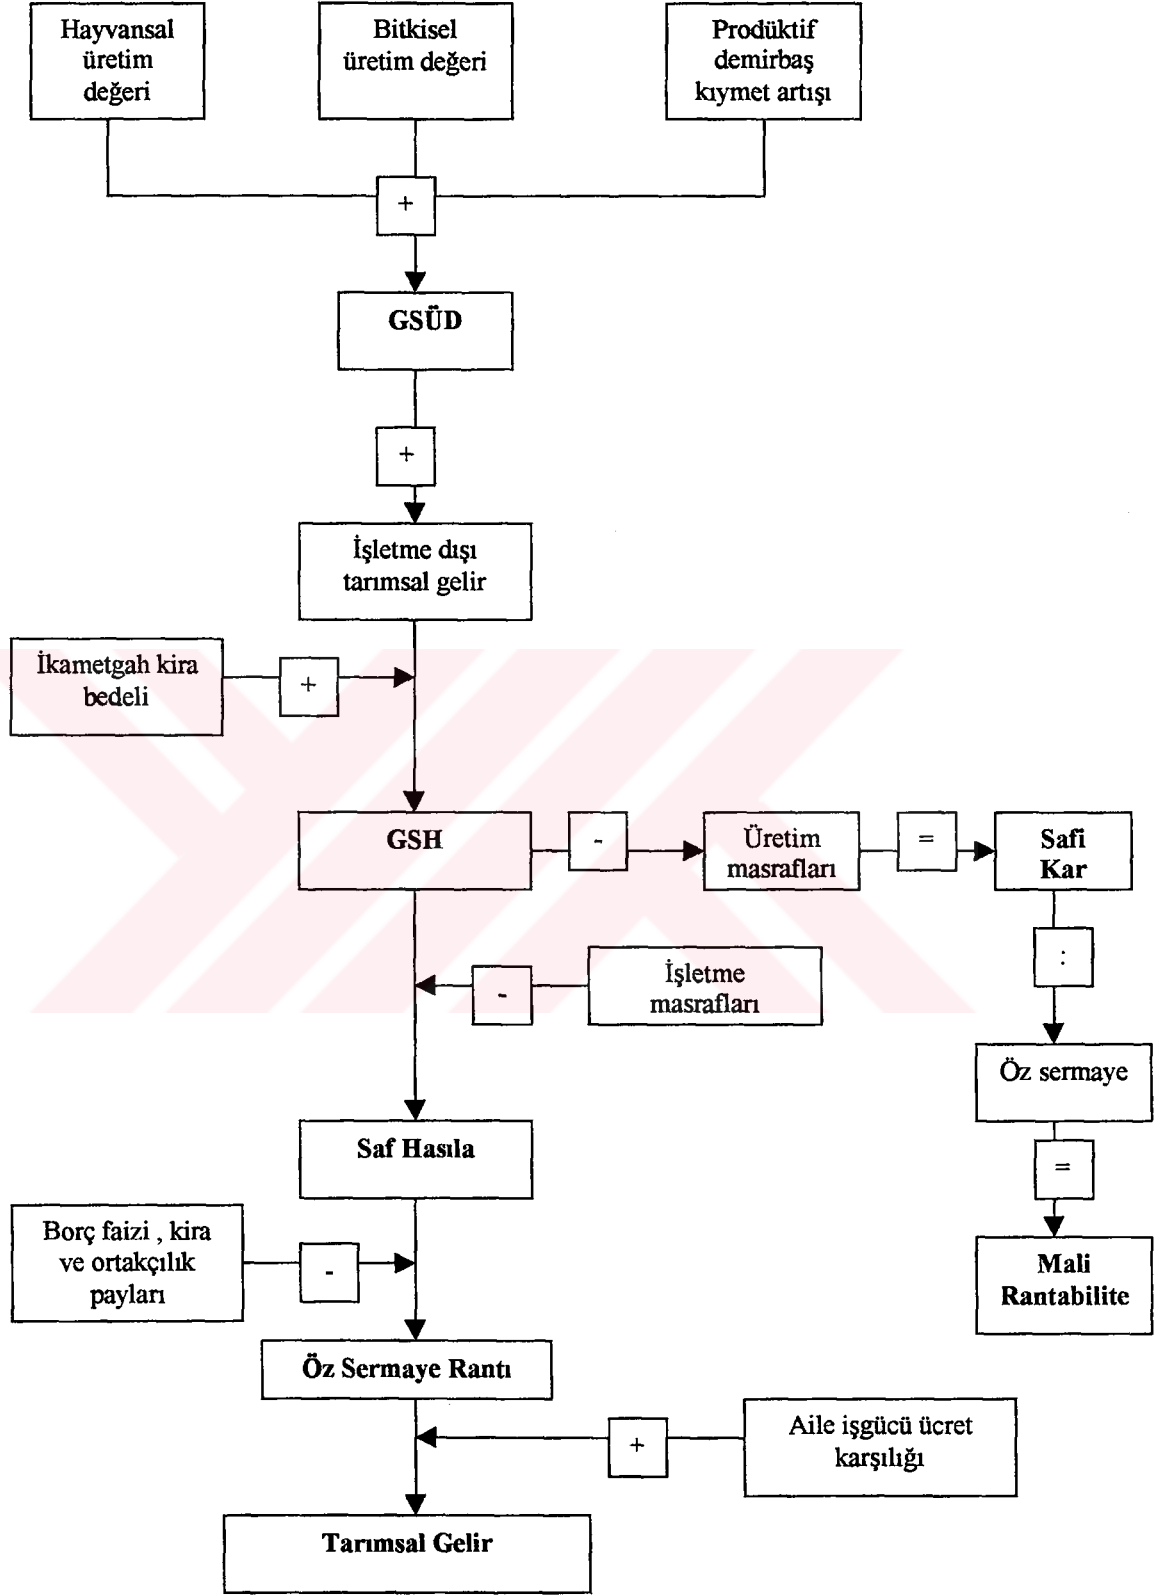 Hayvansal
üretim
değeri
Bitkisel
üretim değeri
Prodüktif
demirbaş
kıymet artışı
+
GSÜD
+
İşletme dışı
tarımsal gelir
İkametgah kira
bedeli
+
GSH
-
Üretim
masrafları
=
Safi
Kar
:
İşletme
masrafları
-
Öz sermaye
=
Mali
Rantabilite
Saf Hasıla
Borç faizi , kira
ve ortakçılık
payları
-
Öz Sermaye Rantı
+
Aile işgücü ücret
karşılığı
Tarımsal Gelir